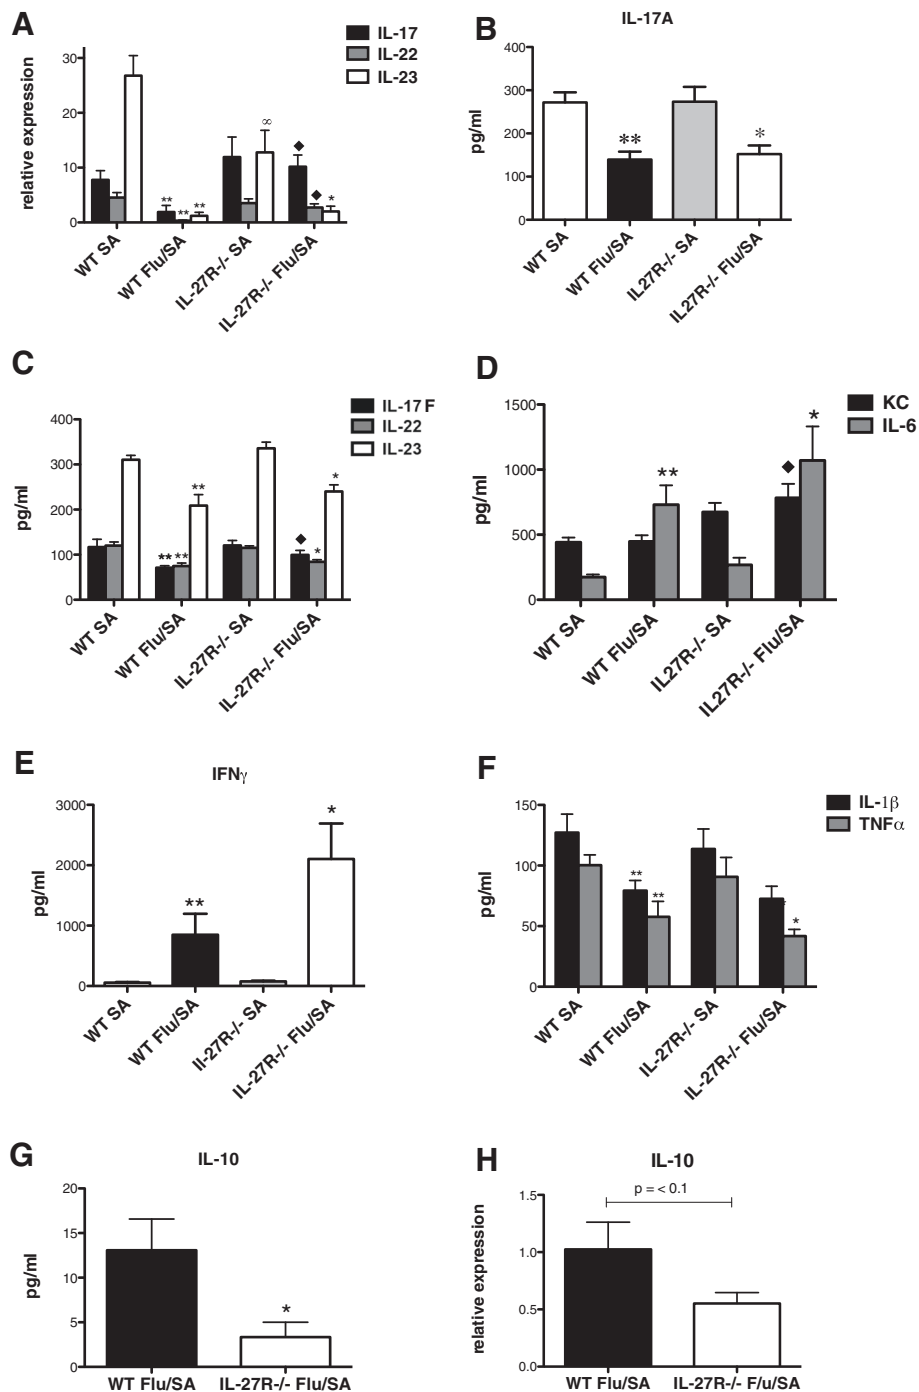 A
IL-17
IL-22
IL-23
relative expression
30
20
10
0
** ** **
∞
◆ ◆ *
WT SA
WT Flu/SA
IL-27R-/- SA
IL-27R-/- Flu/SA
B
IL-17A
pg/ml
400
300
200
100
0
**
*
WT SA
WT Flu/SA
IL27R-/- SA
IL27R-/- Flu/SA
C
IL-17 F
IL-22
IL-23
pg/ml
400
300
200
100
0
** ** **
◆ * *
WT SA
WT Flu/SA
IL-27R-/- SA
IL-27R-/- Flu/SA
D
KC
IL-6
pg/ml
1500
1000
500
0
**
◆ *
WT SA
WT Flu/SA
IL27R-/- SA
IL27R-/- Flu/SA
E
IFNγ
pg/ml
3000
2000
1000
0
**
*
WT SA
WT Flu/SA
Il-27R-/- SA
IL-27R-/- Flu/SA
F
IL-1β
TNFα
pg/ml
150
100
50
0
** **
*
WT SA
WT Flu/SA
IL-27R-/- SA
IL-27R-/- Flu/SA
G
IL-10
pg/ml
20
15
10
5
0
*
WT Flu/SA
IL-27R-/- Flu/SA
H
IL-10
p = < 0.1
relative expression
1.5
1.0
0.5
0.0
WT Flu/SA
IL-27R-/- F/u/SA